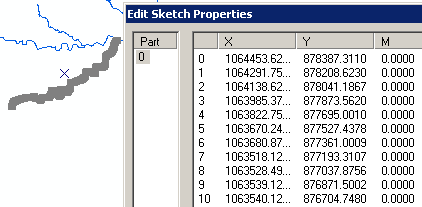 Edit Sketch Properties
Part X Y M
0 0 1064453.62... 878387.3110 0.0000
1 1064291.75... 878208.6230 0.0000
2 1064138.62... 878041.1867 0.0000
3 1063985.37... 877873.5620 0.0000
4 1063822.75... 877695.0010 0.0000
5 1063670.24... 877527.4378 0.0000
6 1063680.87... 877361.0009 0.0000
7 1063518.12... 877193.3107 0.0000
8 1063528.49... 877037.8756 0.0000
9 1063539.12... 876871.5002 0.0000
10 1063540.12... 876704.7480 0.0000